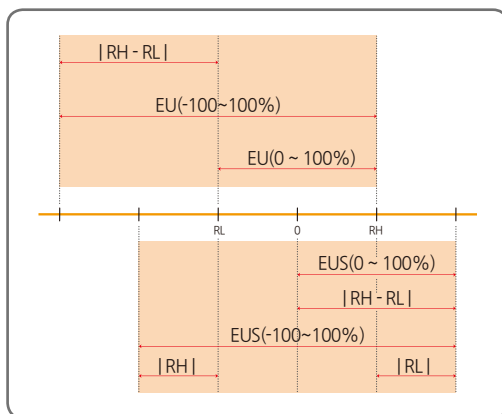 | RH - RL |
EU(-100~100%)
EU(0 ~ 100%)
RL 0 RH
EUS(0 ~ 100%)
| RH - RL |
EUS(-100~100%)
| RH | | RL |